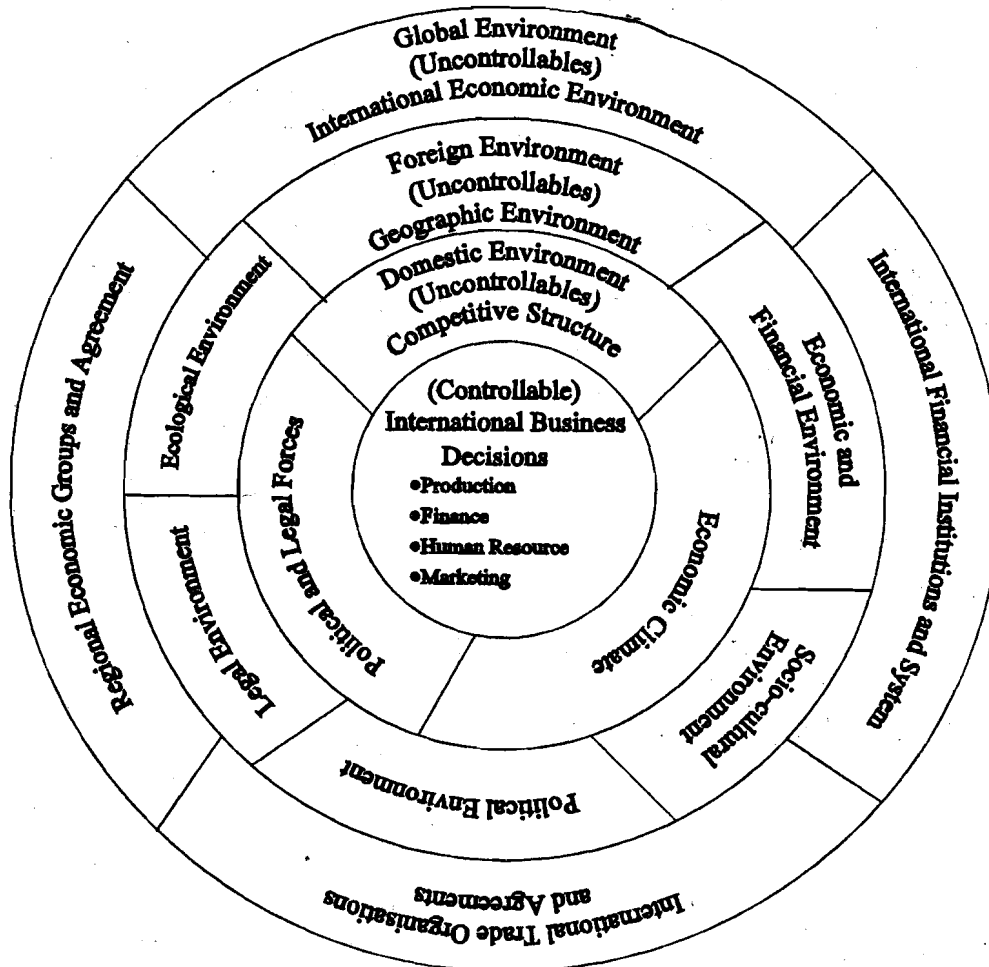 Global Environment
(Uncontrollables)
International Economic Environment
Foreign Environment
(Uncontrollables)
Geographic Environment
Domestic Environment
(Uncontrollables)
Competitive Structure
(Controllable)
International Business
Decisions
•Production
•Finance
•Human Resource
•Marketing
Political and Legal Forces
Economic Climate
Ecological Environment
Legal Environment
Political Environment
Socio-cultural
Environment
Economic and
Financial Environment
Regional Economic Groups and Agreement
International Financial Institutions and System
International Trade Organisations
and Agreements